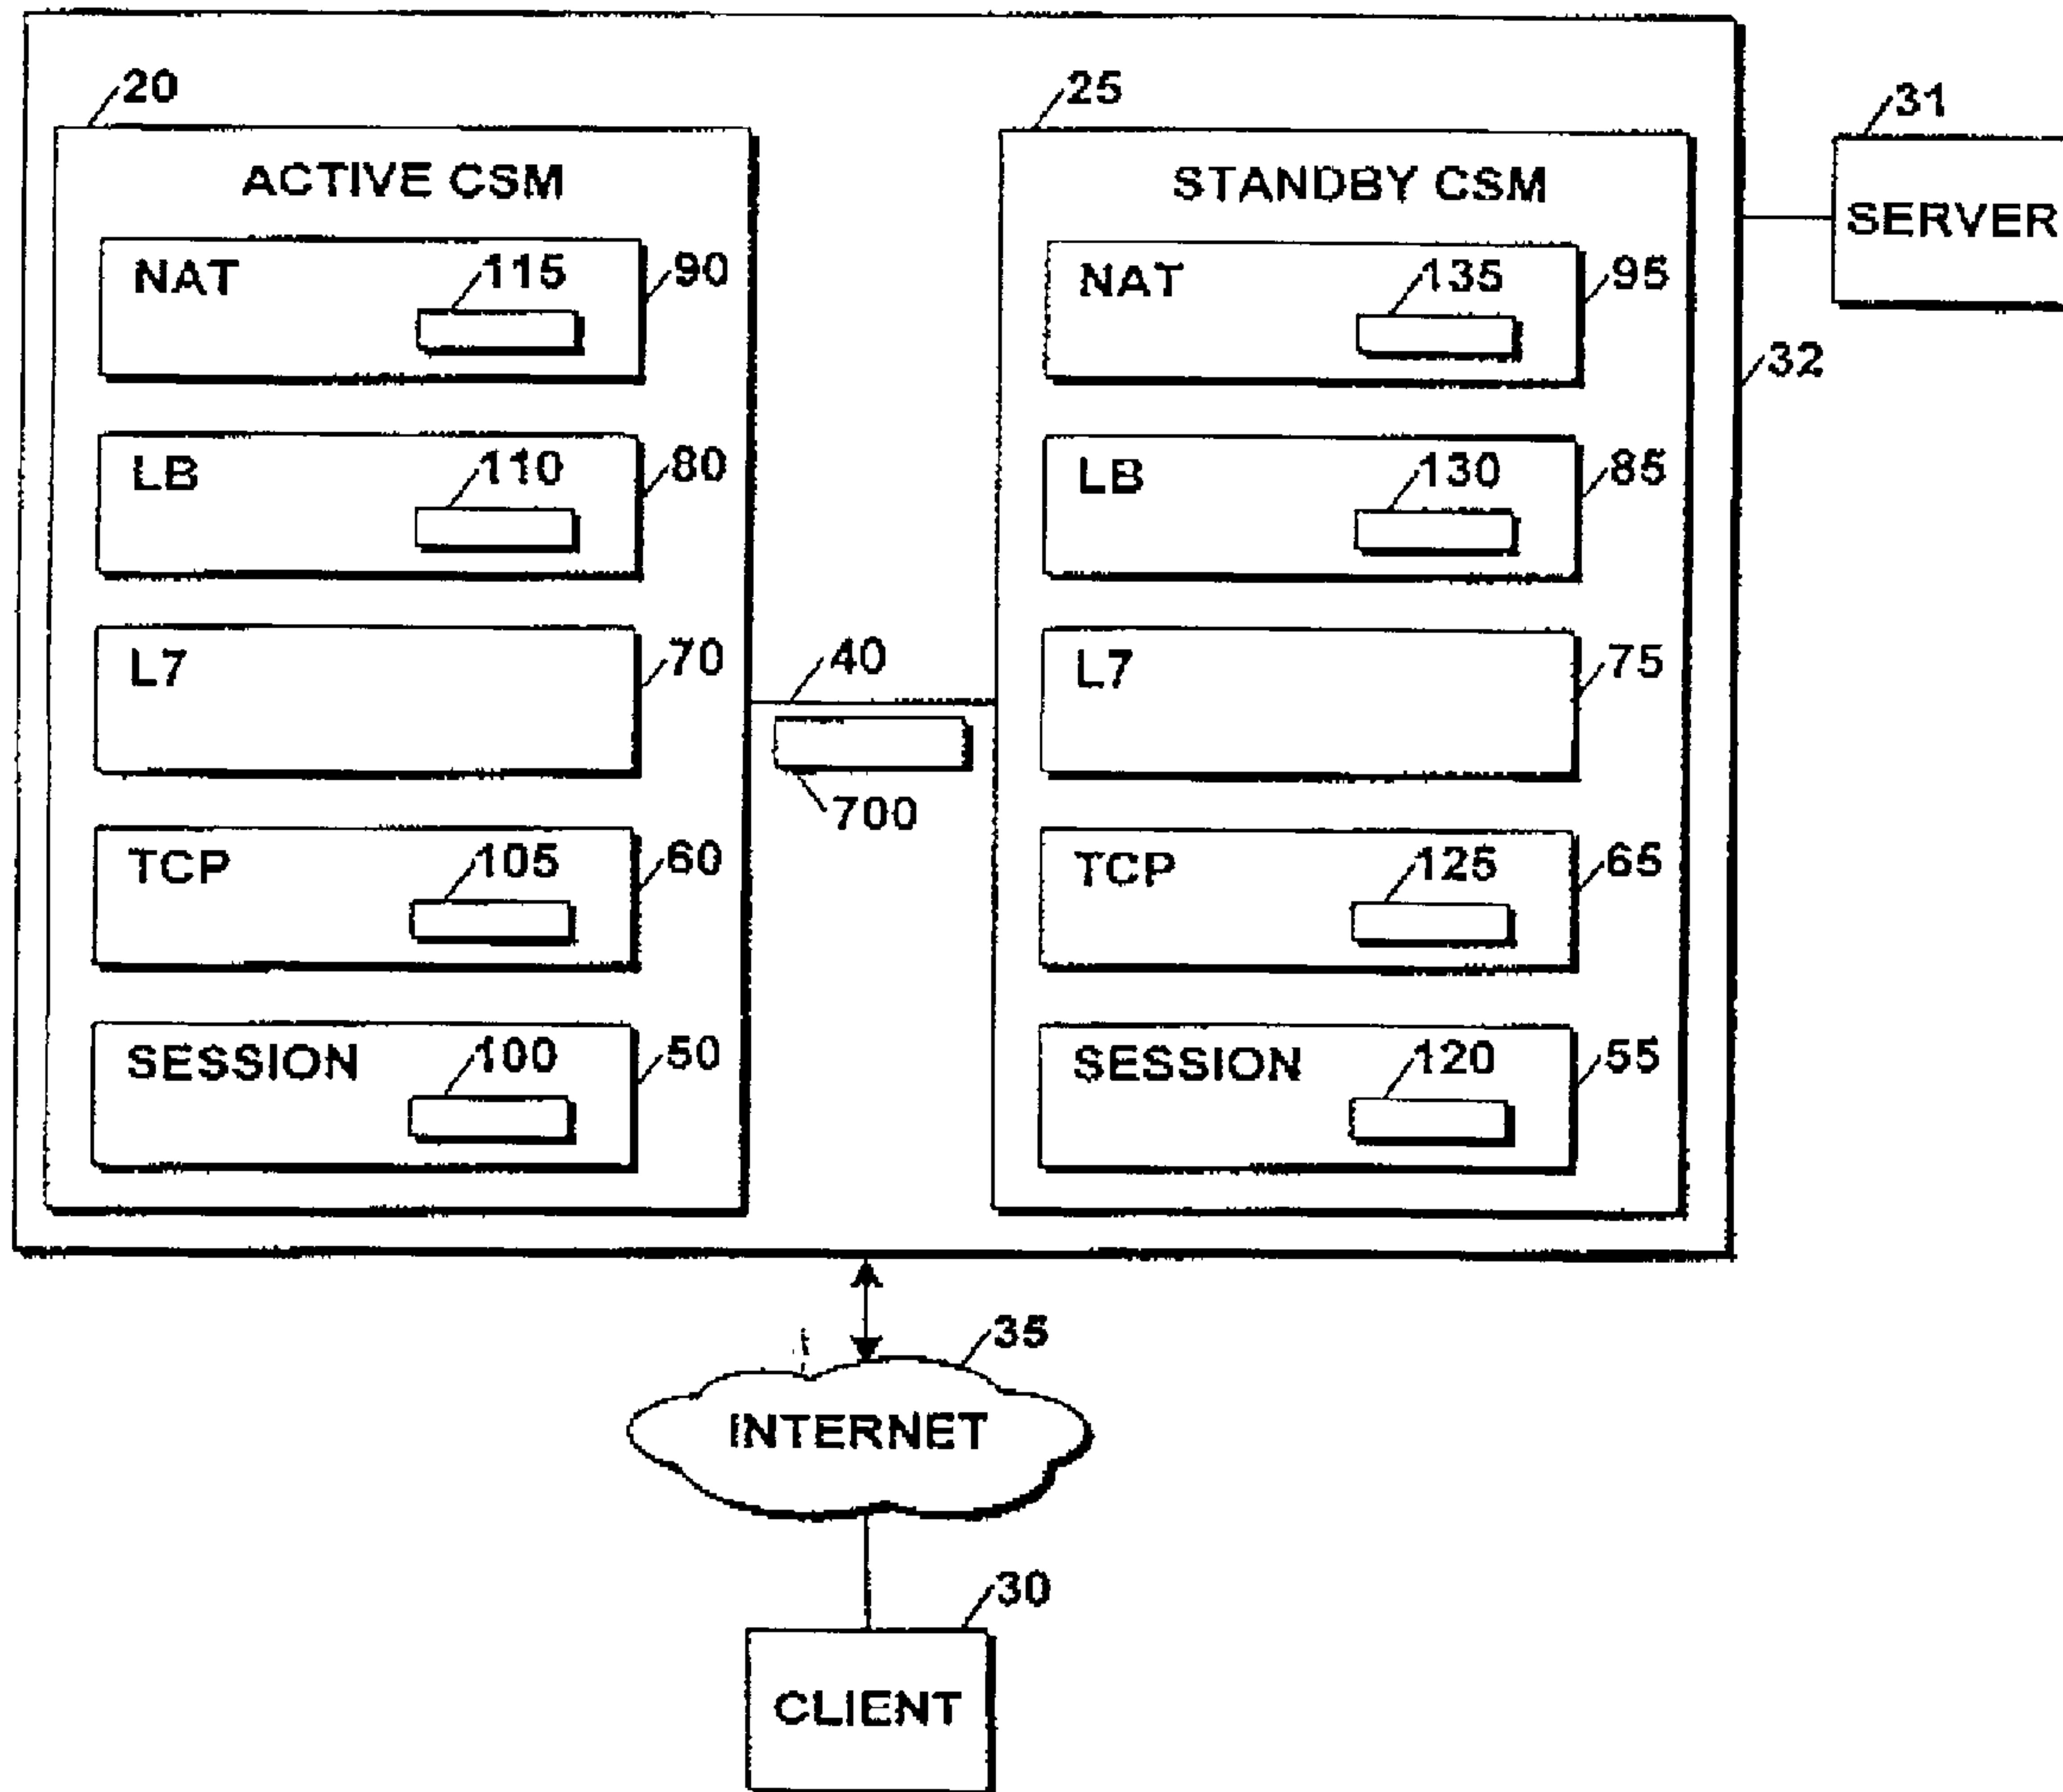 20
25
31
ACTIVE CSM
STANDBY CSM
SERVER
NAT
115
90
NAT
135
95
32
LB
110
80
LB
130
85
L7
70
40
L7
75
700
TCP
105
60
TCP
125
65
SESSION
100
50
SESSION
120
55
35
INTERNET
30
CLIENT